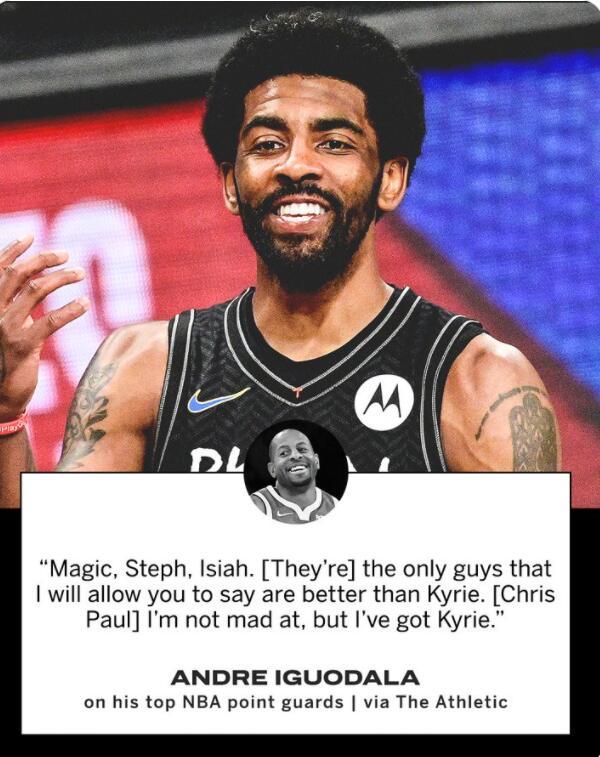 “Magic, Steph, Isiah. [They’re] the only guys that
I will allow you to say are better than Kyrie. [Chris
Paul] I’m not mad at, but I’ve got Kyrie.”
ANDRE IGUODALA
on his top NBA point guards | via The Athletic